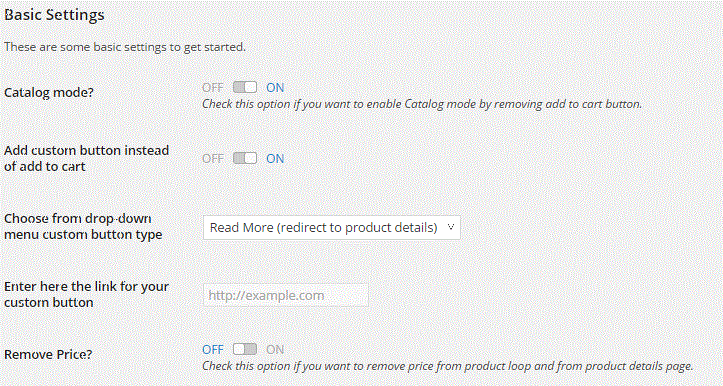 Basic Settings
These are some basic settings to get started.
Catalog mode?
OFF ON
Check this option if you want to enable Catalog mode by removing add to cart button.
Add custom button instead
of add to cart
OFF ON
Choose from drop-down
menu custom button type
Read More (redirect to product details)
Enter here the link for your
custom button
http://example.com
Remove Price?
OFF ON
Check this option if you want to remove price from product loop and from product details page.